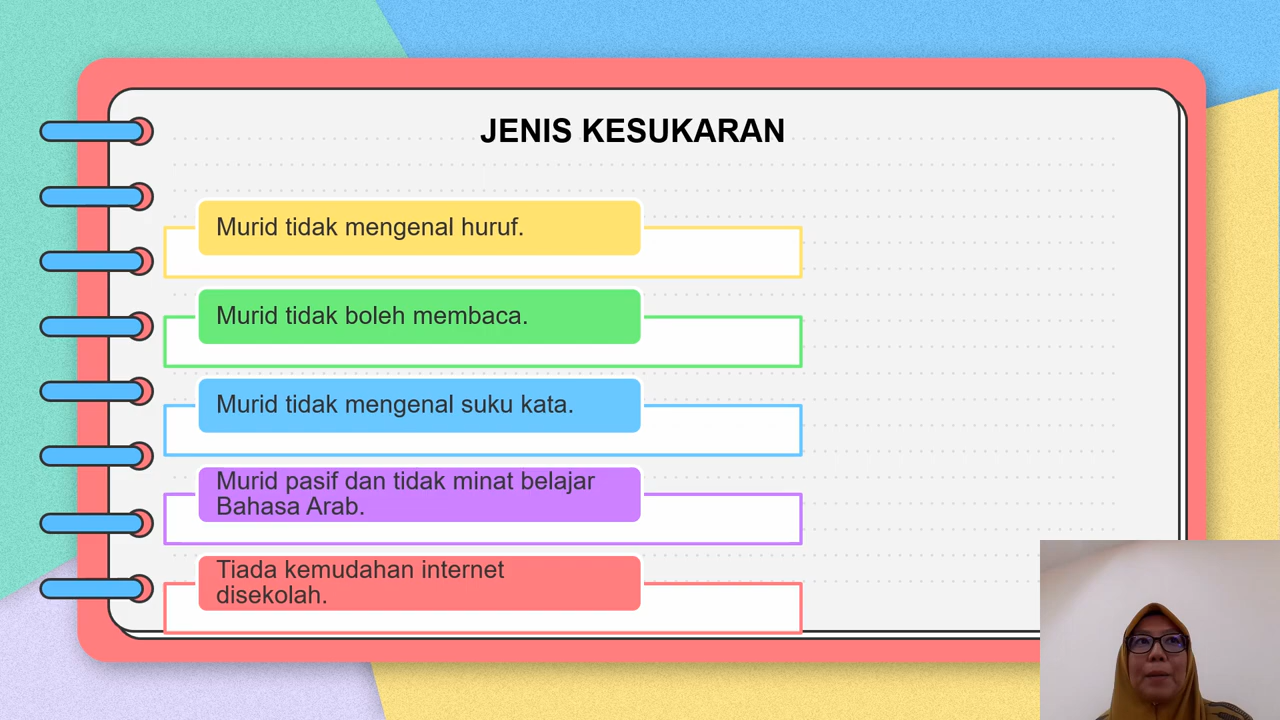 JENIS KESUKARAN
Murid tidak mengenal huruf.
Murid tidak boleh membaca.
Murid tidak mengenal suku kata.
Murid pasif dan tidak minat belajar
Bahasa Arab.
Tiada kemudahan internet
disekolah.